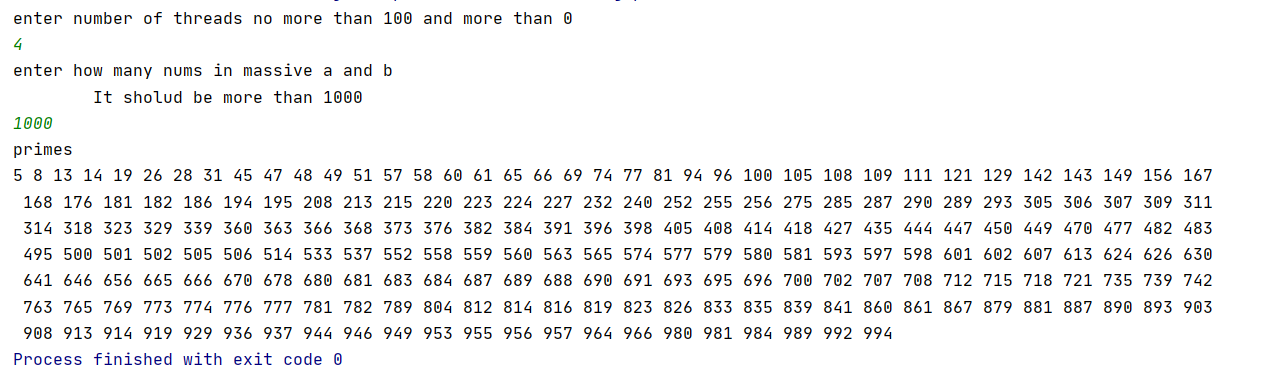 enter number of threads no more than 100 and more than 0
4
enter how many nums in massive a and b
It sholud be more than 1000
1000
primes
5 8 13 14 19 26 28 31 45 47 48 49 51 57 58 60 61 65 66 69 74 77 81 94 96 100 105 108 109 111 121 129 142 143 149 156 167
168 176 181 182 186 194 195 208 213 215 220 223 224 227 232 240 252 255 256 275 285 287 290 289 293 305 306 307 309 311
314 318 323 329 339 360 363 366 368 373 376 382 384 391 396 398 405 408 414 418 427 435 444 447 450 449 470 477 482 483
495 500 501 502 505 506 514 533 537 552 558 559 560 563 565 574 577 579 580 581 593 597 598 601 602 607 613 624 626 630
641 646 656 665 666 670 678 680 681 683 684 687 689 688 690 691 693 695 696 700 702 707 708 712 715 718 721 735 739 742
763 765 769 773 774 776 777 781 782 789 804 812 814 816 819 823 826 833 835 839 841 860 861 867 879 881 887 890 893 903
908 913 914 919 929 936 937 944 946 949 953 955 956 957 964 966 980 981 984 989 992 994
Process finished with exit code 0